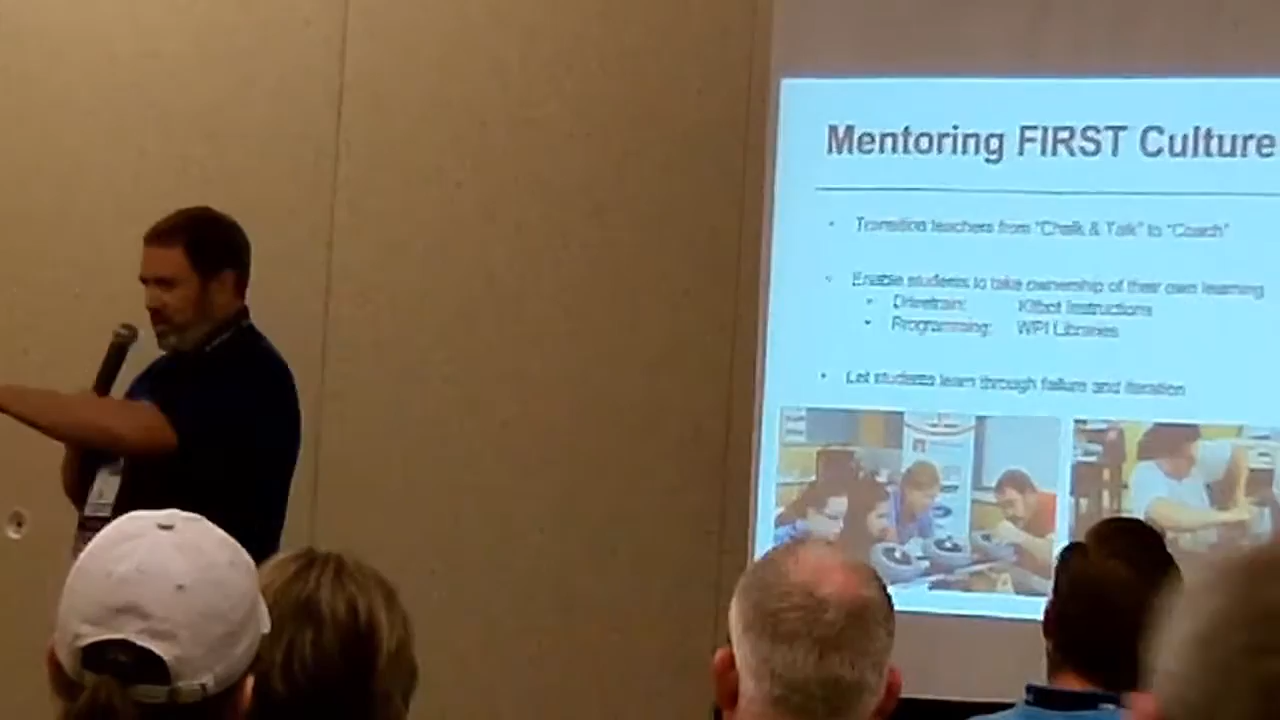 Mentoring FIRST Culture
Transition teachers from "Chalk & Talk" to "Coach"
Enable students to take ownership of their own learning
Drivetrain: Kitbot Instructions
Programming: WPI Libraries
Let students learn through failure and iteration